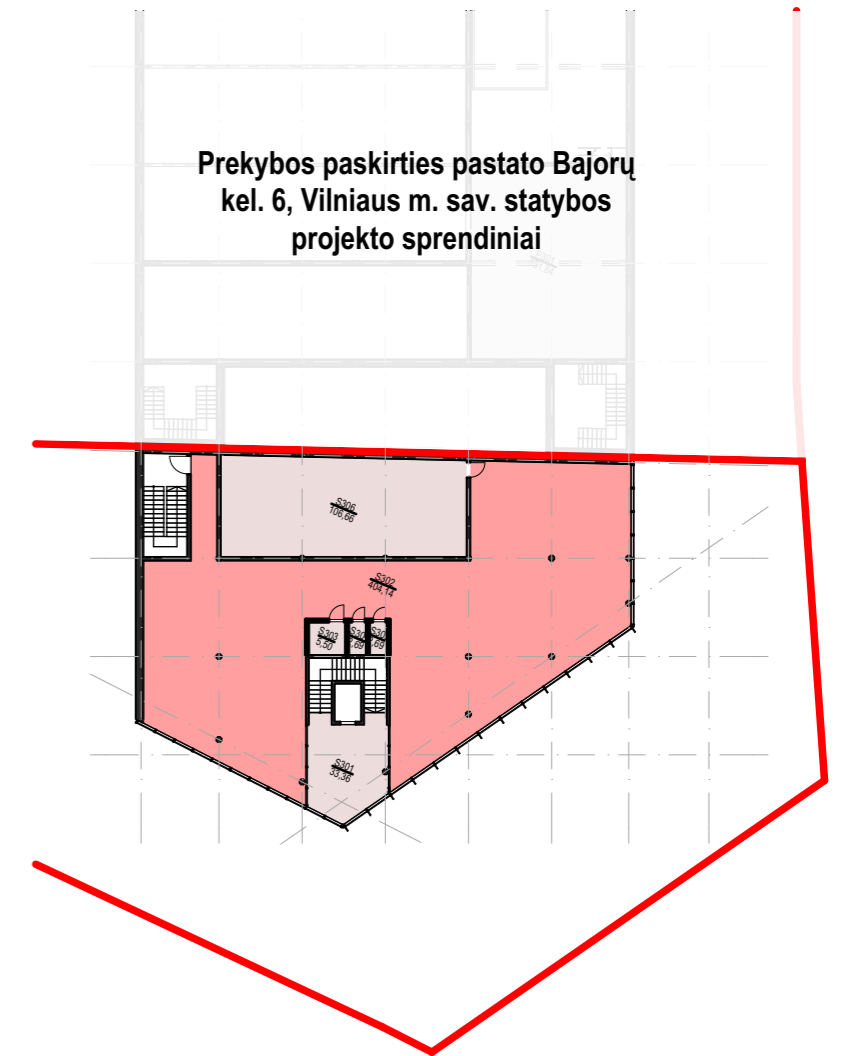 Prekybos paskirties pastato Bajorų
kel. 6, Vilniaus m. sav. statybos
projekto sprendiniai
S306
106,66
S302
404,14
S303
5,50
S301
33,36